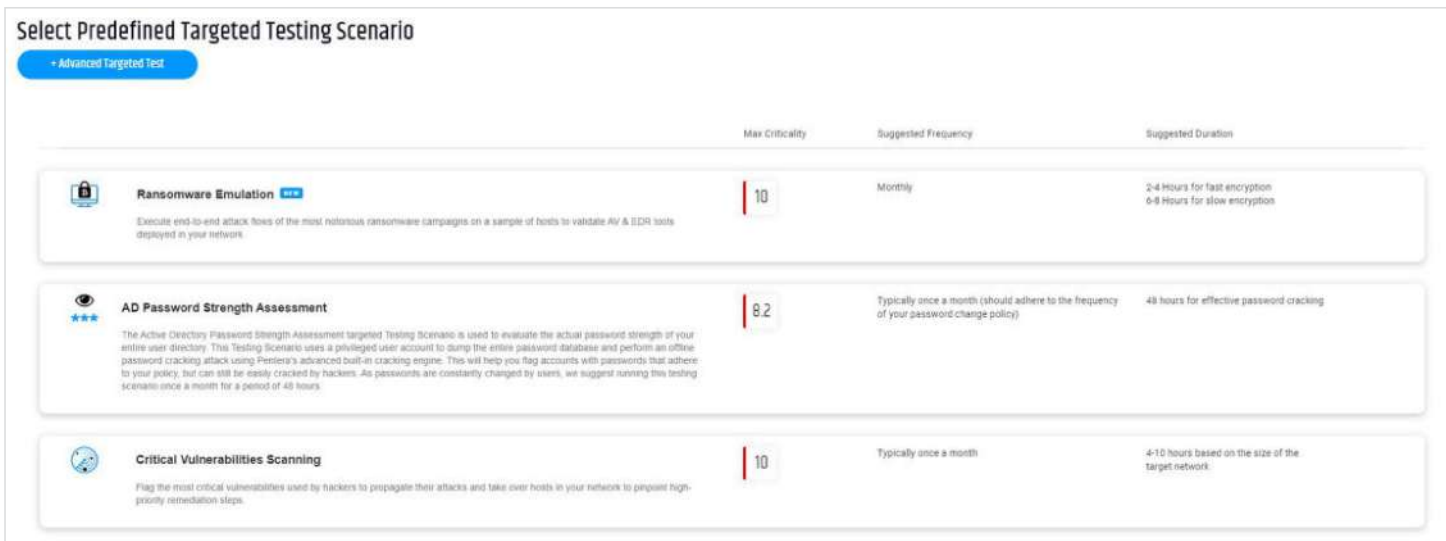 Select Predefined Targeted Testing Scenario
+ Advanced Targeted Test
Max Criticality Suggested Frequency Suggested Duration
Ransomware Emulation NEW
Execute end-to-end attack flows of the most notorious ransomware campaigns on a sample of hosts to validate AV & EDR tools
deployed in your network.
10
Monthly
2-4 Hours for fast encryption
6-8 Hours for slow encryption
AD Password Strength Assessment
The Active Directory Password Strength Assessment targeted Testing Scenario is used to evaluate the actual password strength of your
entire user directory. This Testing Scenario uses a privileged user account to dump the entire password database and perform an offline
password cracking attack using Pentera's advanced built-in cracking engine. This will help you flag accounts with passwords that adhere
to your policy, but can still be easily cracked by hackers. As passwords are constantly changed by users, we suggest running this testing
scenario once a month for a period of 48 hours.
8.2
Typically once a month (should adhere to the frequency
of your password change policy)
48 hours for effective password cracking
Critical Vulnerabilities Scanning
Flag the most critical vulnerabilities used by hackers to propagate their attacks and take over hosts in your network to pinpoint high-
priority remediation steps.
10
Typically once a month
4-10 hours based on the size of the
target network